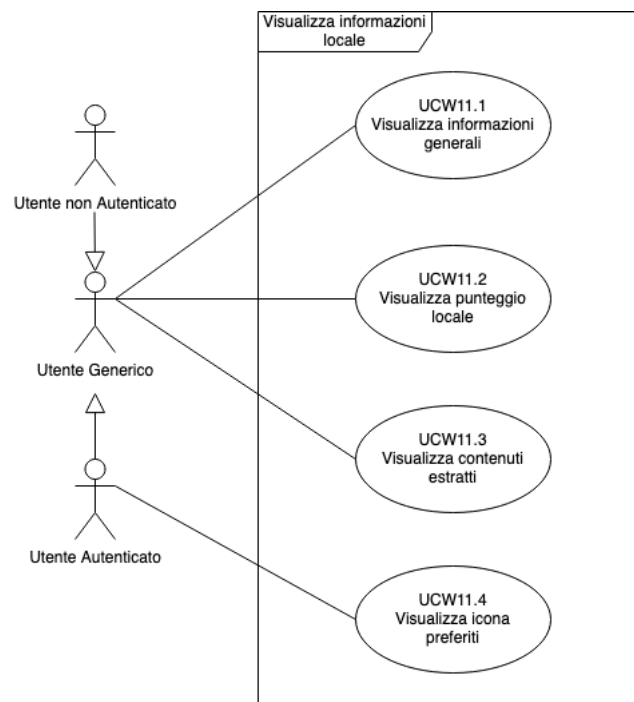 Visualizza informazioni
locale
UCW11.1
Visualizza informazioni
generali
Utente non Autenticato
UCW11.2
Visualizza punteggio
locale
Utente Generico
UCW11.3
Visualizza contenuti
estratti
Utente Autenticato
UCW11.4
Visualizza icona
preferiti